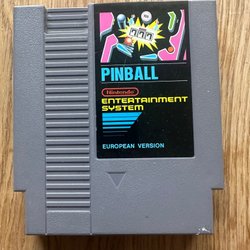 PINBALL
Nintendo
ENTERTAINMENT
SYSTEM
EUROPEAN VERSION